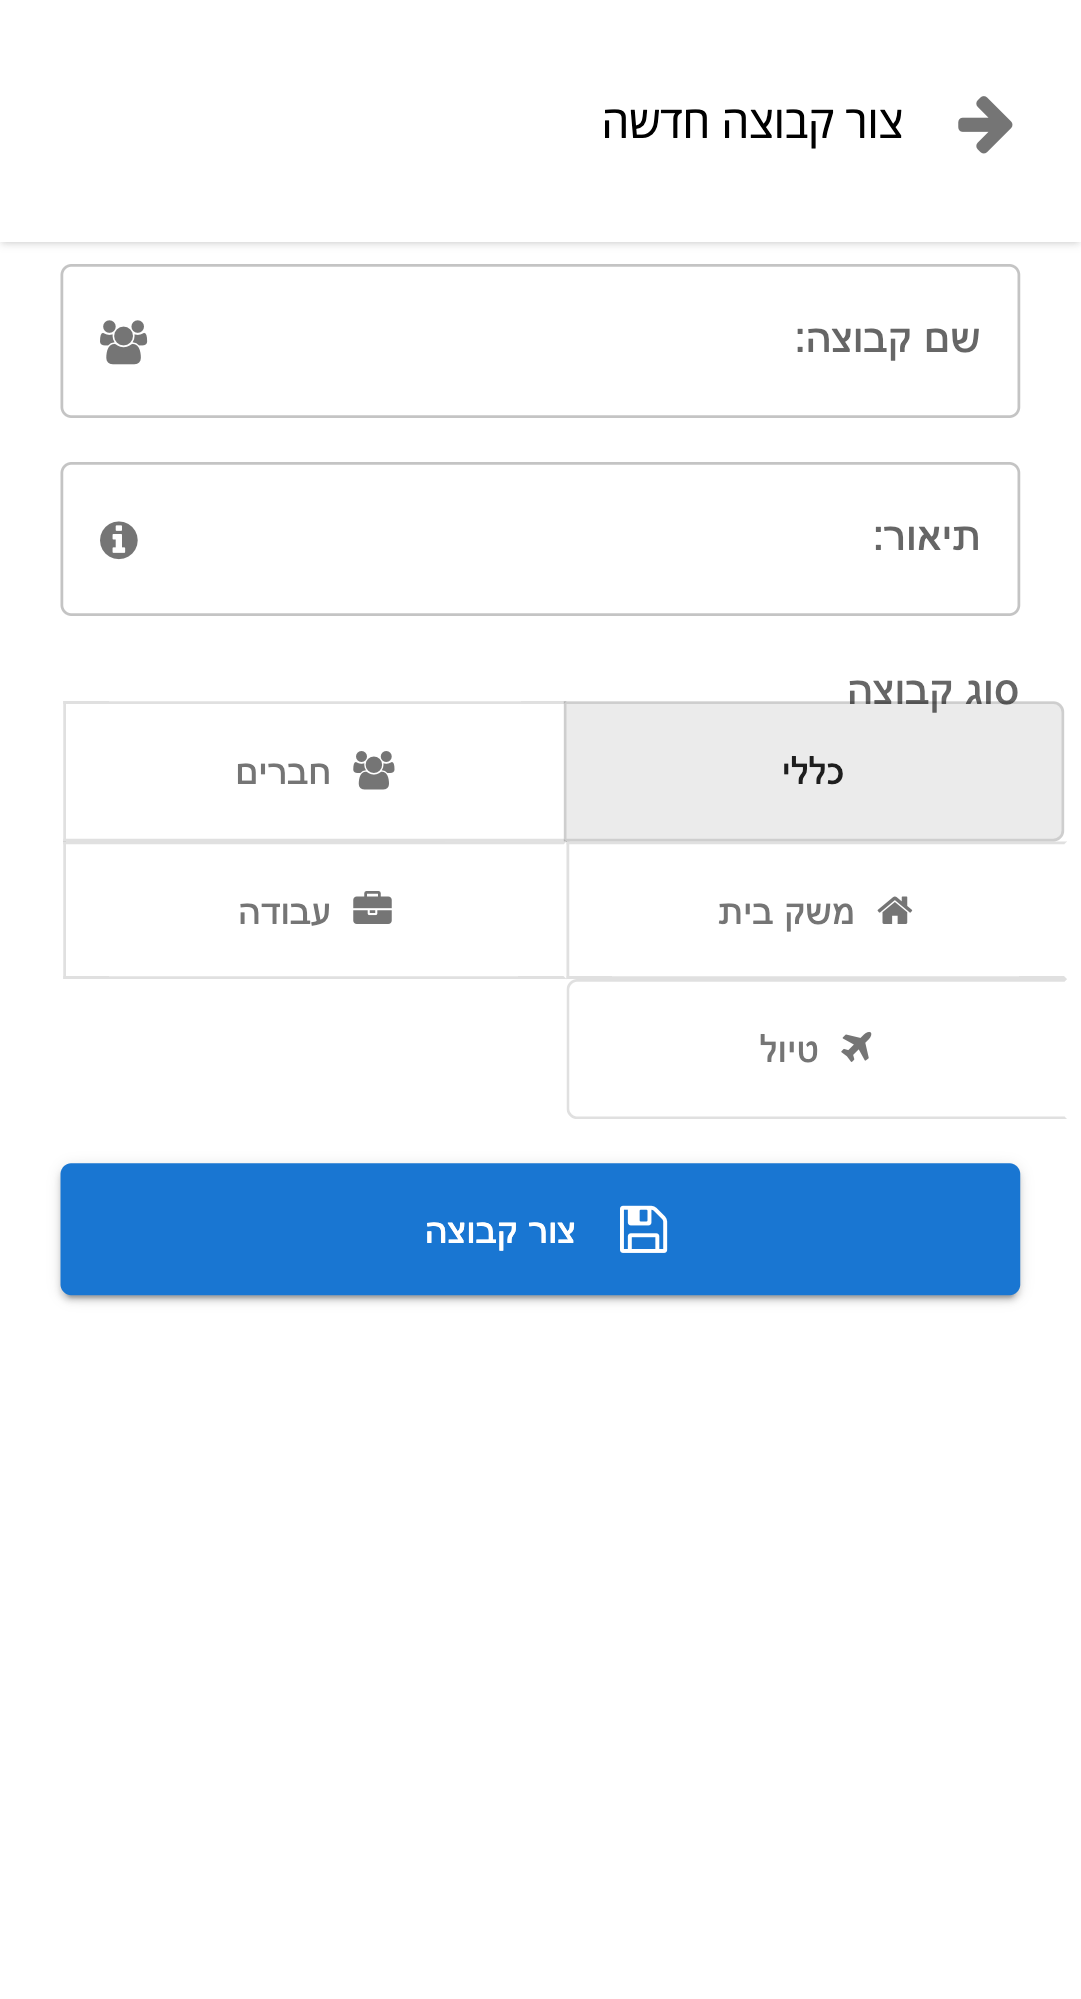 צור קבוצה חדשה
שם קבוצה:
תיאור:
סוג קבוצה
כללי
חברים
משק בית
עבודה
טיול
צור קבוצה